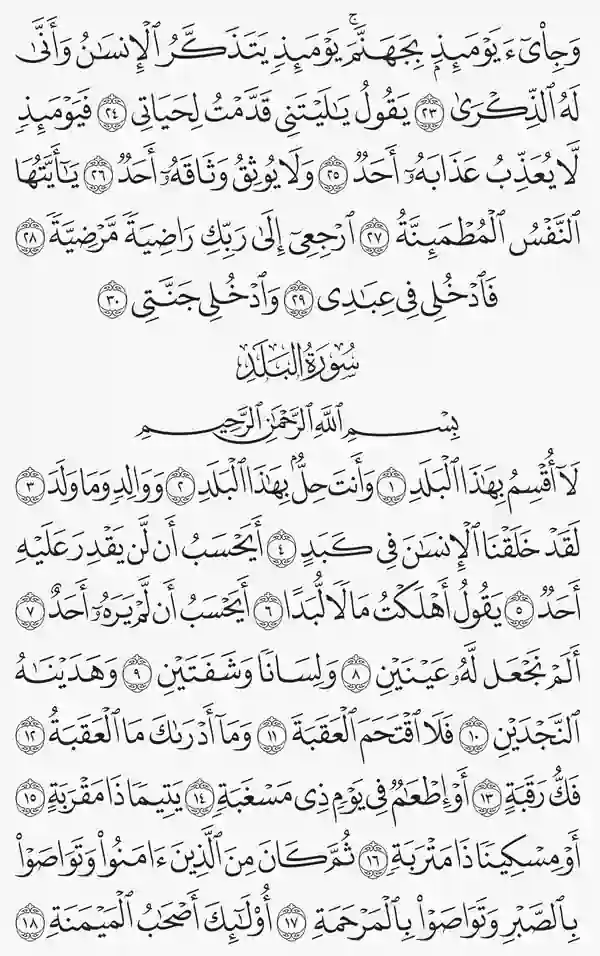 وَجِاْىٓءَ يَوْمَئِذِۭ بِجَهَنَّمَۚ يَوْمَئِذٖ يَتَذَكَّرُ ٱلْإِنسَٰنُ وَأَنَّىٰ
لَهُ ٱلذِّكْرَىٰ ٢٣ يَقُولُ يَٰلَيْتَنِى قَدَّمْتُ لِحَيَاتِى ٢٤ فَيَوْمَئِذٖ
لَّا يُعَذِّبُ عَذَابَهُۥٓ أَحَدٞ ٢٥ وَلَا يُوثِقُ وَثَاقَهُۥٓ أَحَدٞ ٢٦ يَٰٓأَيَّتُهَا
ٱلنَّفْسُ ٱلْمُطْمَئِنَّةُ ٢٧ ٱرْجِعِىٓ إِلَىٰ رَبِّكِ رَاضِيَةٗ مَّرْضِيَّةٗ ٢٨
فَٱدْخُلِى فِى عِبَٰدِى ٢٩ وَٱدْخُلِى جَنَّتِى ٣٠
سُورَةُ الْبَلَدِ
بِسْمِ ٱللَّهِ ٱلرَّحْمَٰنِ ٱلرَّحِيمِ
لَآ أُقْسِمُ بِهَٰذَا ٱلْبَلَدِ ١ وَأَنتَ حِلُّۢ بِهَٰذَا ٱلْبَلَدِ ٢ وَوَالِدٖ وَمَا وَلَدَ ٣
لَقَدْ خَلَقْنَا ٱلْإِنسَٰنَ فِى كَبَدٍ ٤ أَيَحْسَبُ أَن لَّن يَقْدِرَ عَلَيْهِ
أَحَدٞ ٥ يَقُولُ أَهْلَكْتُ مَالٗا لُّبَدًا ٦ أَيَحْسَبُ أَن لَّمْ يَرَهُۥٓ أَحَدٌ ٧
أَلَمْ نَجْعَل لَّهُۥ عَيْنَيْنِ ٨ وَلِسَانٗا وَشَفَتَيْنِ ٩ وَهَدَيْنَٰهُ
ٱلنَّجْدَيْنِ ١٠ فَلَا ٱقْتَحَمَ ٱلْعَقَبَةَ ١١ وَمَآ أَدْرَىٰكَ مَا ٱلْعَقَبَةُ ١٢
فَكُّ رَقَبَةٍ ١٣ أَوْ إِطْعَٰمٞ فِى يَوْمٖ ذِى مَسْغَبَةٖ ١٤ يَتِيمٗا ذَا مَقْرَبَةٍ ١٥
أَوْ مِسْكِينٗا ذَا مَتْرَبَةٖ ١٦ ثُمَّ كَانَ مِنَ ٱلَّذِينَ ءَامَنُوا۟ وَتَوَاصَوْا۟
بِٱلصَّبْرِ وَتَوَاصَوْا۟ بِٱلْمَرْحَمَةِ ١٧ أُو۟لَٰٓئِكَ أَصْحَٰبُ ٱلْمَيْمَنَةِ ١٨